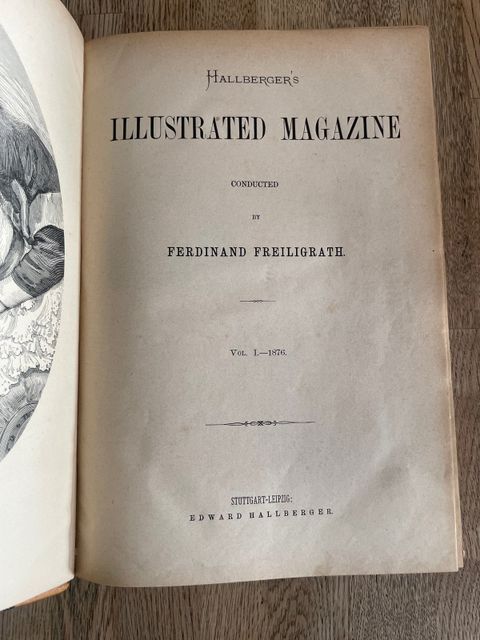 HALLBERGER'S
ILLUSTRATED MAGAZINE
CONDUCTED
BY
FERDINAND FREILIGRATH.
VOL. I.—1876.
STUTTGART-LEIPZIG:
EDWARD HALLBERGER.